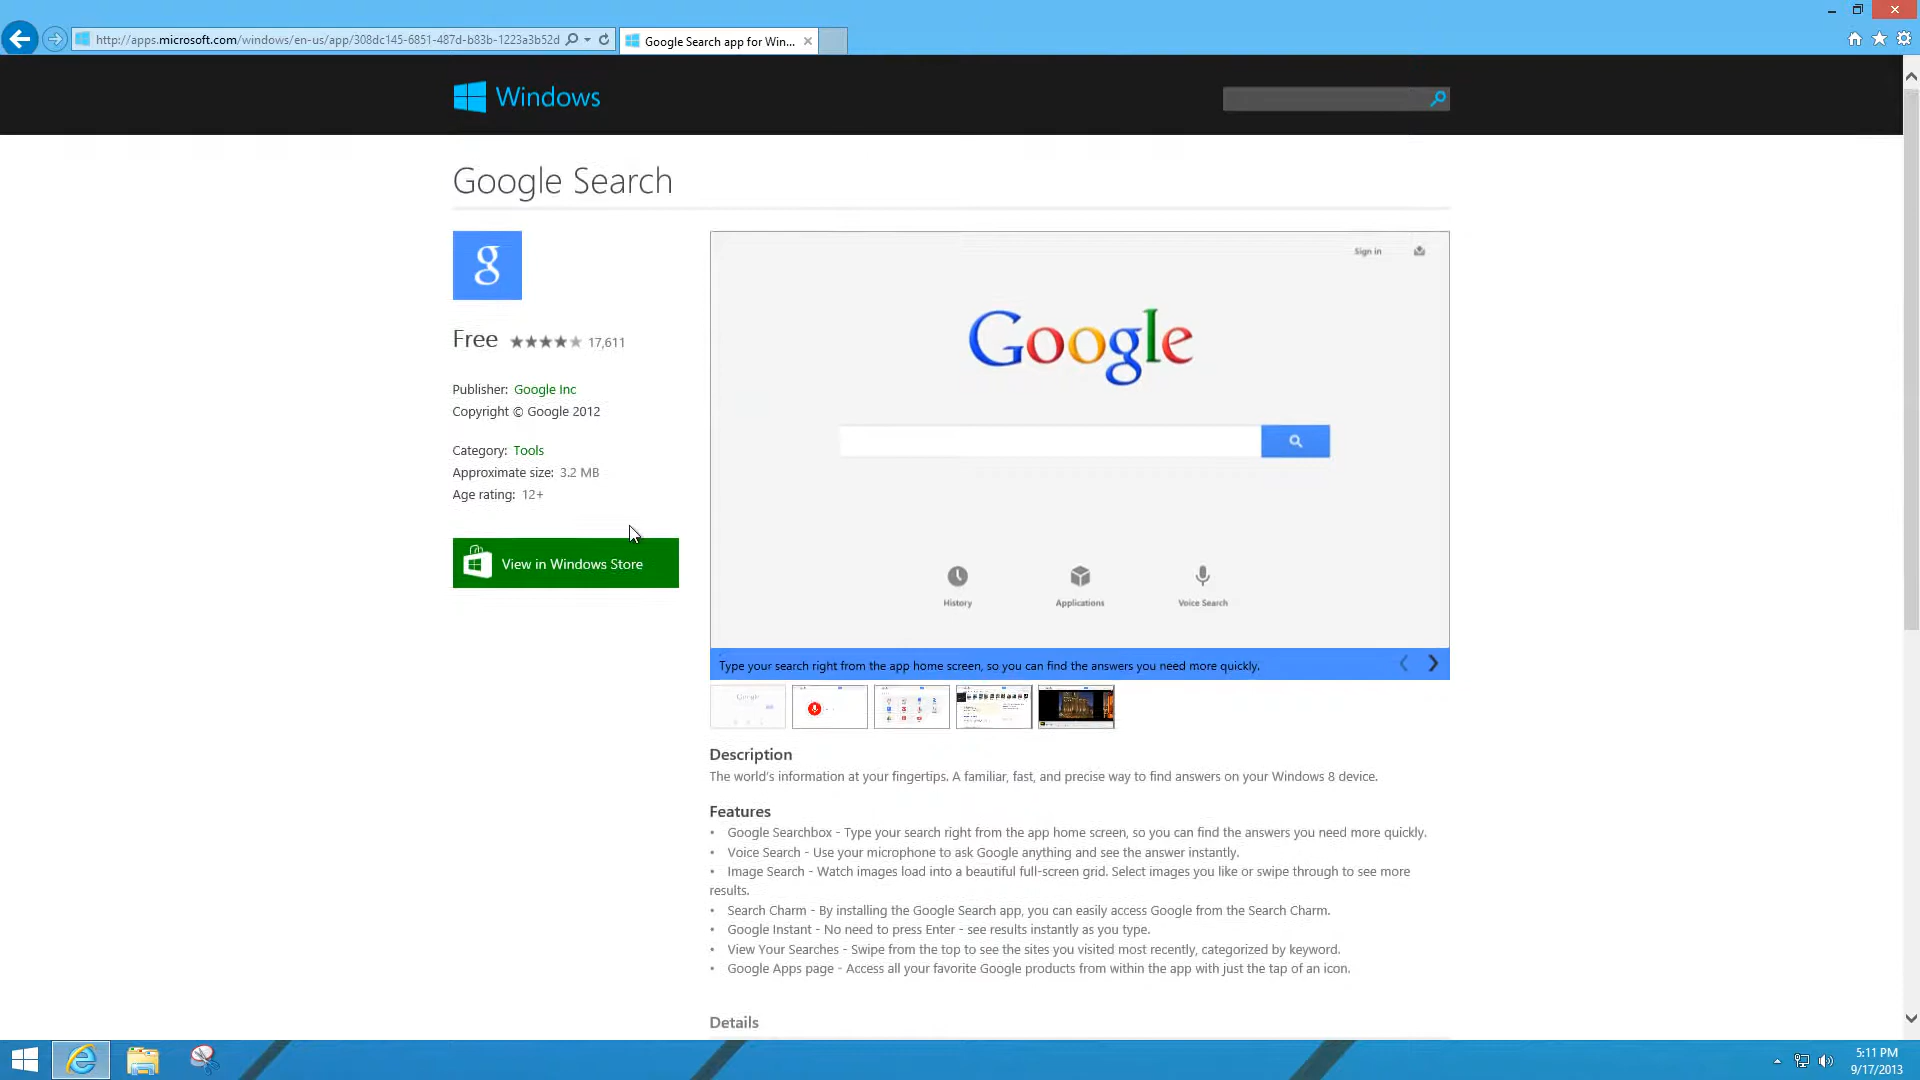 http://apps.microsoft.com/windows/en-us/app/308dc145-6851-487d-b83b-1223a3b52d
Google Search app for Win...
Windows
Google Search
g
Free 17,611
Publisher: Google Inc
Copyright © Google 2012
Category: Tools
Approximate size: 3.2 MB
Age rating: 12+
View in Windows Store
Sign in
Google
History Applications Voice Search
Type your search right from the app home screen, so you can find the answers you need more quickly.
Description
The world's information at your fingertips. A familiar, fast, and precise way to find answers on your Windows 8 device.
Features
• Google Searchbox - Type your search right from the app home screen, so you can find the answers you need more quickly.
• Voice Search - Use your microphone to ask Google anything and see the answer instantly.
• Image Search - Watch images load into a beautiful full-screen grid. Select images you like or swipe through to see more
results.
• Search Charm - By installing the Google Search app, you can easily access Google from the Search Charm.
• Google Instant - No need to press Enter - see results instantly as you type.
• View Your Searches - Swipe from the top to see the sites you visited most recently, categorized by keyword.
• Google Apps page - Access all your favorite Google products from within the app with just the tap of an icon.
Details
5:11 PM
9/17/2013